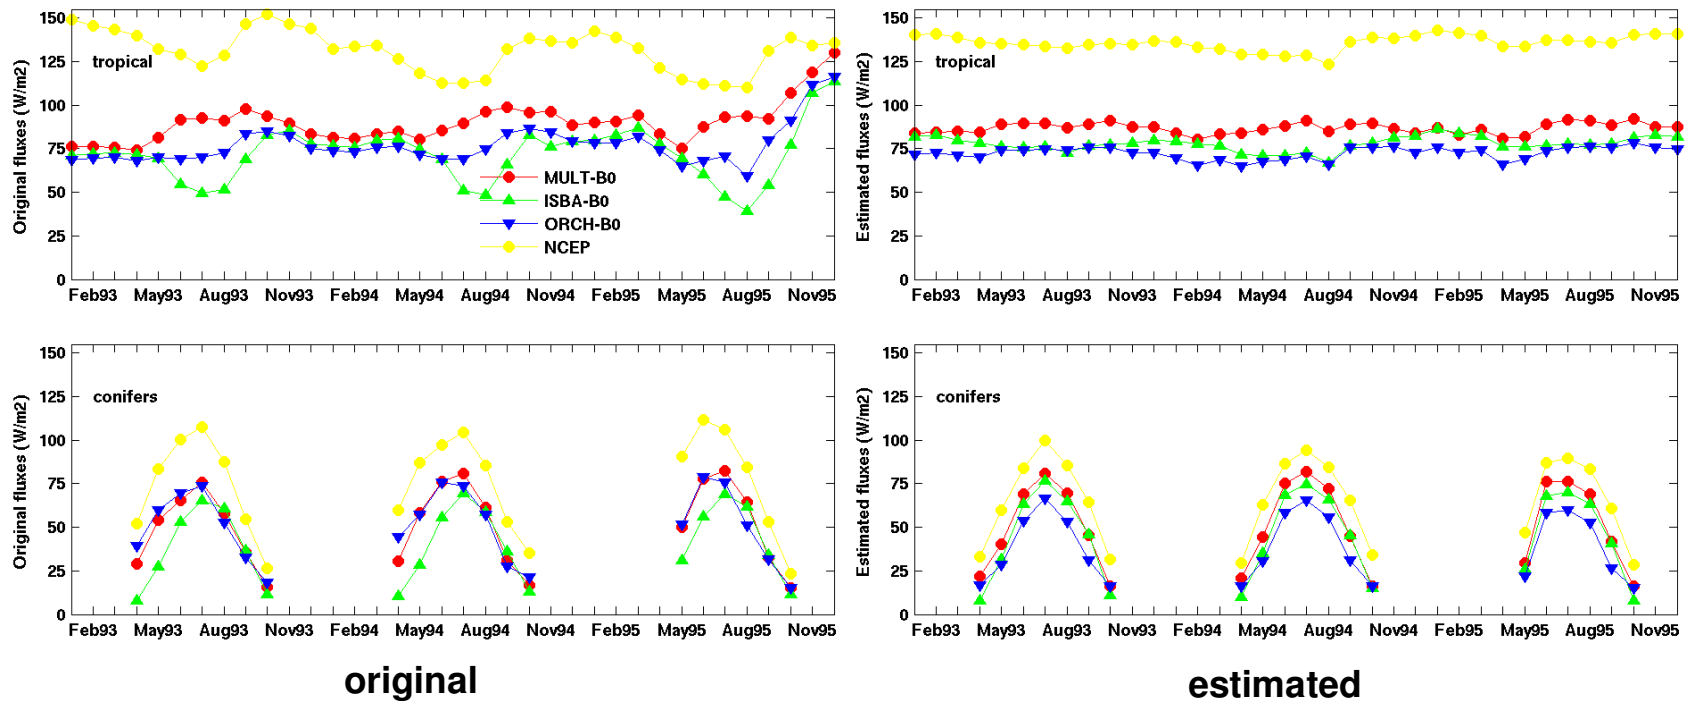 150
125
100
75
50
25
0
Original fluxes (W/m2)
tropical
MULT-B0
ISBA-B0
ORCH-B0
NCEP
Feb93 May93 Aug93 Nov93 Feb94 May94 Aug94 Nov94 Feb95 May95 Aug95 Nov95
150
125
100
75
50
25
0
Estimated fluxes (W/m2)
tropical
Feb93 May93 Aug93 Nov93 Feb94 May94 Aug94 Nov94 Feb95 May95 Aug95 Nov95
150
125
100
75
50
25
0
Original fluxes (W/m2)
conifers
Feb93 May93 Aug93 Nov93 Feb94 May94 Aug94 Nov94 Feb95 May95 Aug95 Nov95
150
125
100
75
50
25
0
Estimated fluxes (W/m2)
conifers
Feb93 May93 Aug93 Nov93 Feb94 May94 Aug94 Nov94 Feb95 May95 Aug95 Nov95
original
estimated